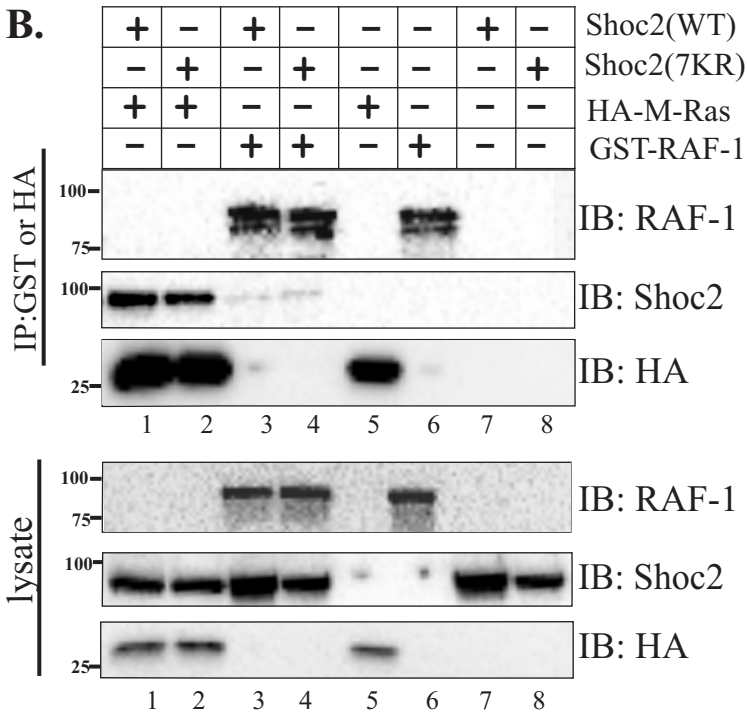 B.
+ − + − − − + − Shoc2(WT)
− + − + − − − + Shoc2(7KR)
+ + − − + − − − HA-M-Ras
− − + + − + − − GST-RAF-1
IP:GST or HA
100
75
IB: RAF-1
100
IB: Shoc2
25
IB: HA
1 2 3 4 5 6 7 8
lysate
100
75
IB: RAF-1
100
IB: Shoc2
25
IB: HA
1 2 3 4 5 6 7 8